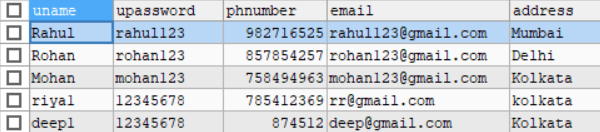 uname upassword phnumber email address
Rahul rahul123 982716525 rahul123@gmail.com Mumbai
Rohan rohan123 857854257 rohan123@gmail.com Delhi
Mohan mohan123 758494963 mohan123@gmail.com Kolkata
riya1 12345678 785412369 rr@gmail.com kolkata
deep1 12345678 874512 deep@gmail.com Kolkata